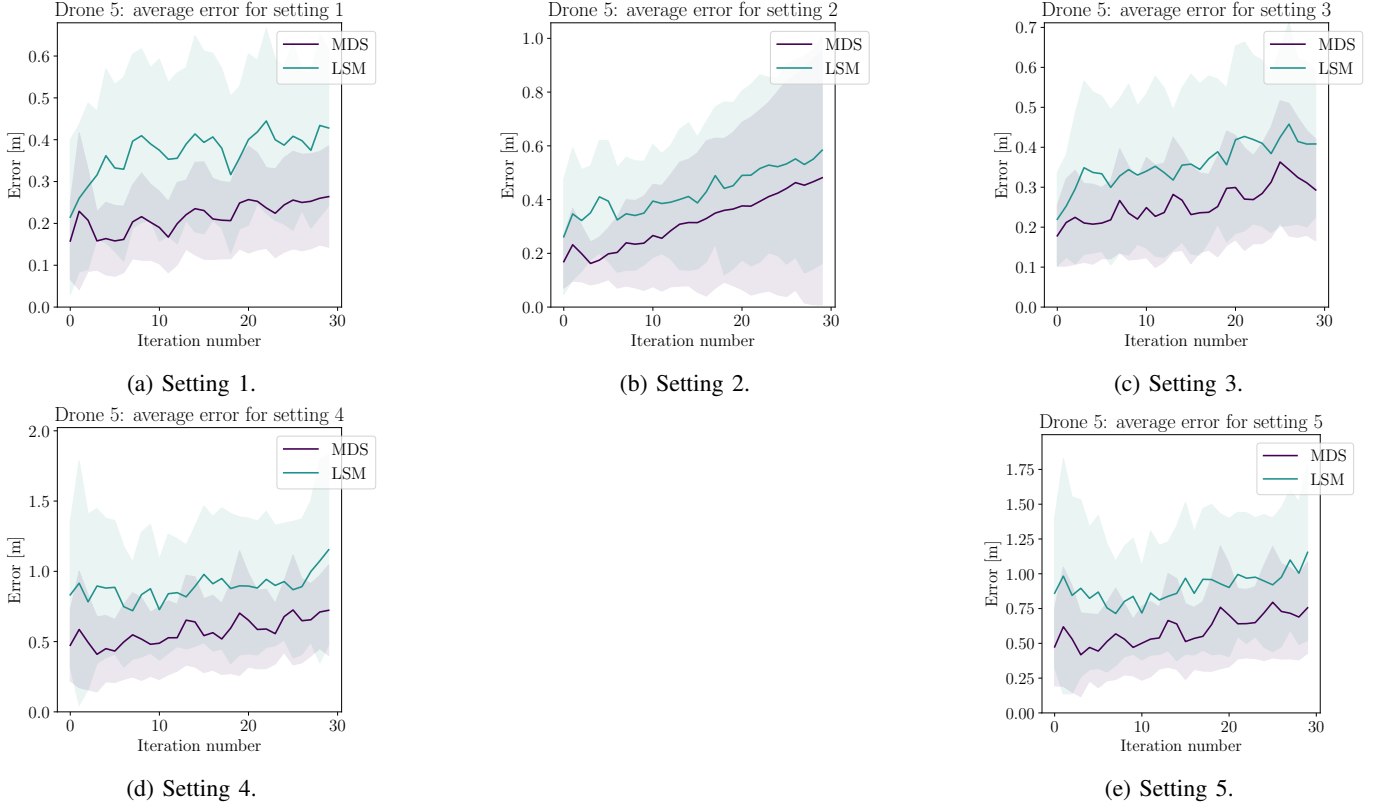 Drone 5: average error for setting 1
MDS
LSM
Error [m]
0.6
0.5
0.4
0.3
0.2
0.1
0.0
0
10
20
30
Iteration number
(a) Setting 1.
Drone 5: average error for setting 2
MDS
LSM
Error [m]
1.0
0.8
0.6
0.4
0.2
0.0
0
10
20
30
Iteration number
(b) Setting 2.
Drone 5: average error for setting 3
MDS
LSM
Error [m]
0.7
0.6
0.5
0.4
0.3
0.2
0.1
0.0
0
10
20
30
Iteration number
(c) Setting 3.
Drone 5: average error for setting 4
MDS
LSM
Error [m]
2.0
1.5
1.0
0.5
0.0
0
10
20
30
Iteration number
(d) Setting 4.
Drone 5: average error for setting 5
MDS
LSM
Error [m]
1.75
1.50
1.25
1.00
0.75
0.50
0.25
0.00
0
10
20
30
Iteration number
(e) Setting 5.